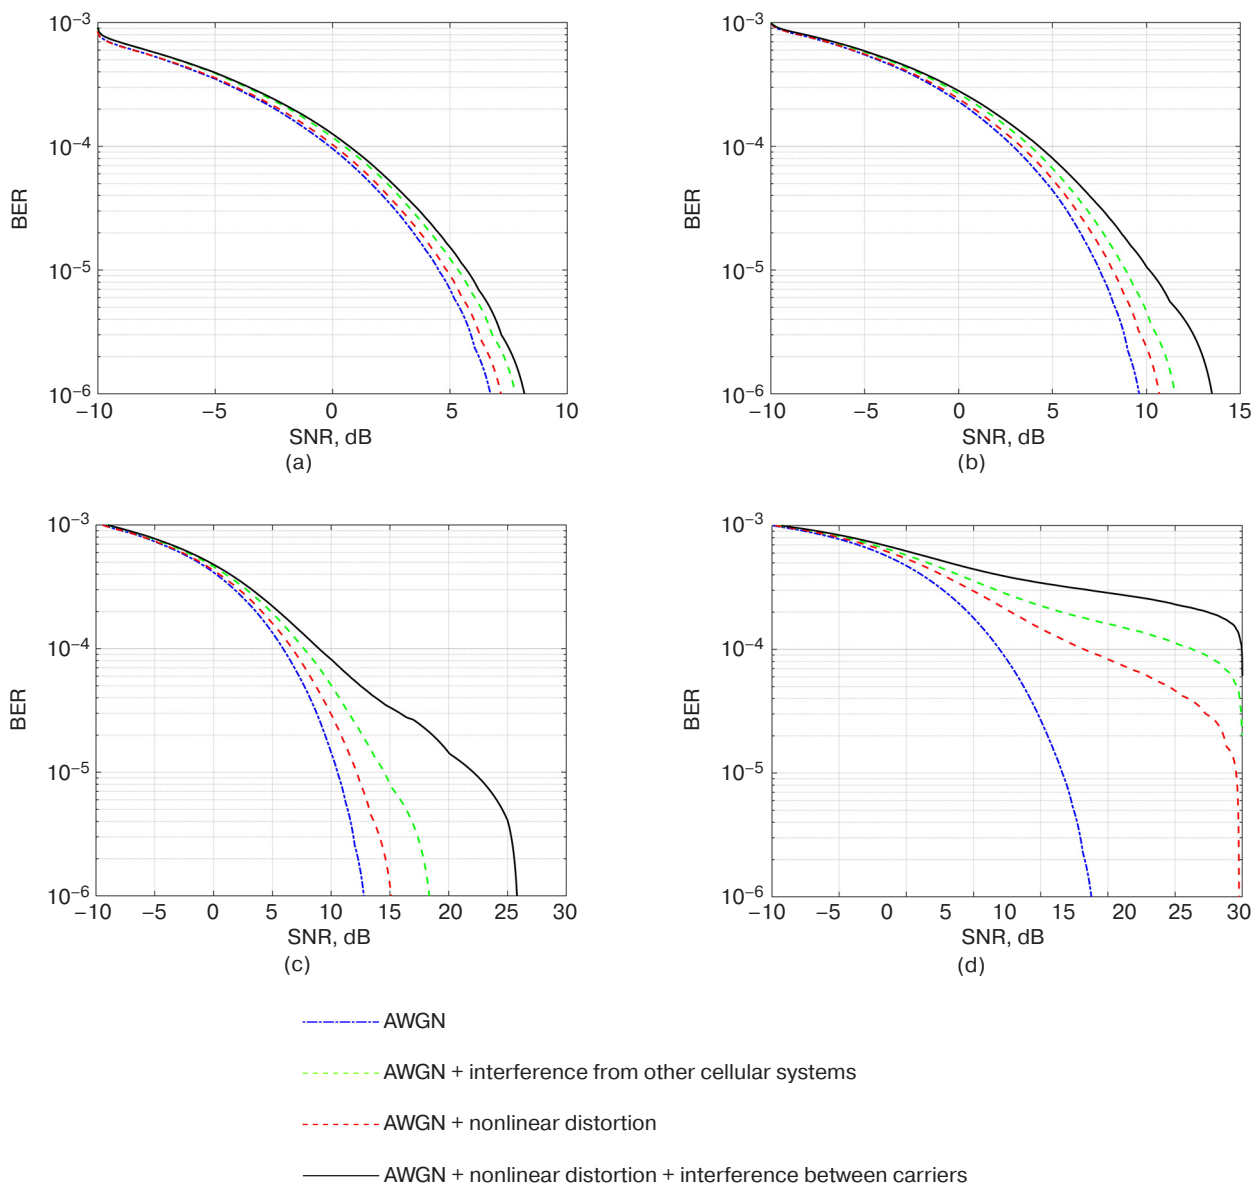 10-3
10-4
10-5
10-6
BER
−10 −5 0 5 10
SNR, dB
(a)
10-3
10-4
10-5
10-6
BER
−10 −5 0 5 10 15
SNR, dB
(b)
10-3
10-4
10-5
10-6
BER
−10 −5 0 5 10 15 20 25 30
SNR, dB
(c)
10-3
10-4
10-5
10-6
BER
−10 −5 0 5 10 15 20 25 30
SNR, dB
(d)
AWGN
AWGN + interference from other cellular systems
AWGN + nonlinear distortion
AWGN + nonlinear distortion + interference between carriers